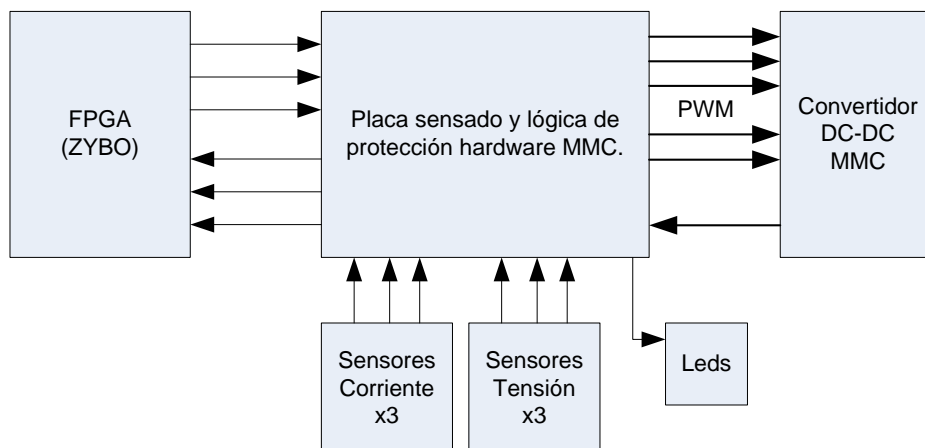 FPGA
(ZYBO)
Placa sensado y lógica de
protección hardware MMC.
PWM
Convertidor
DC-DC
MMC
Sensores
Corriente
x3
Sensores
Tensión
x3
Leds